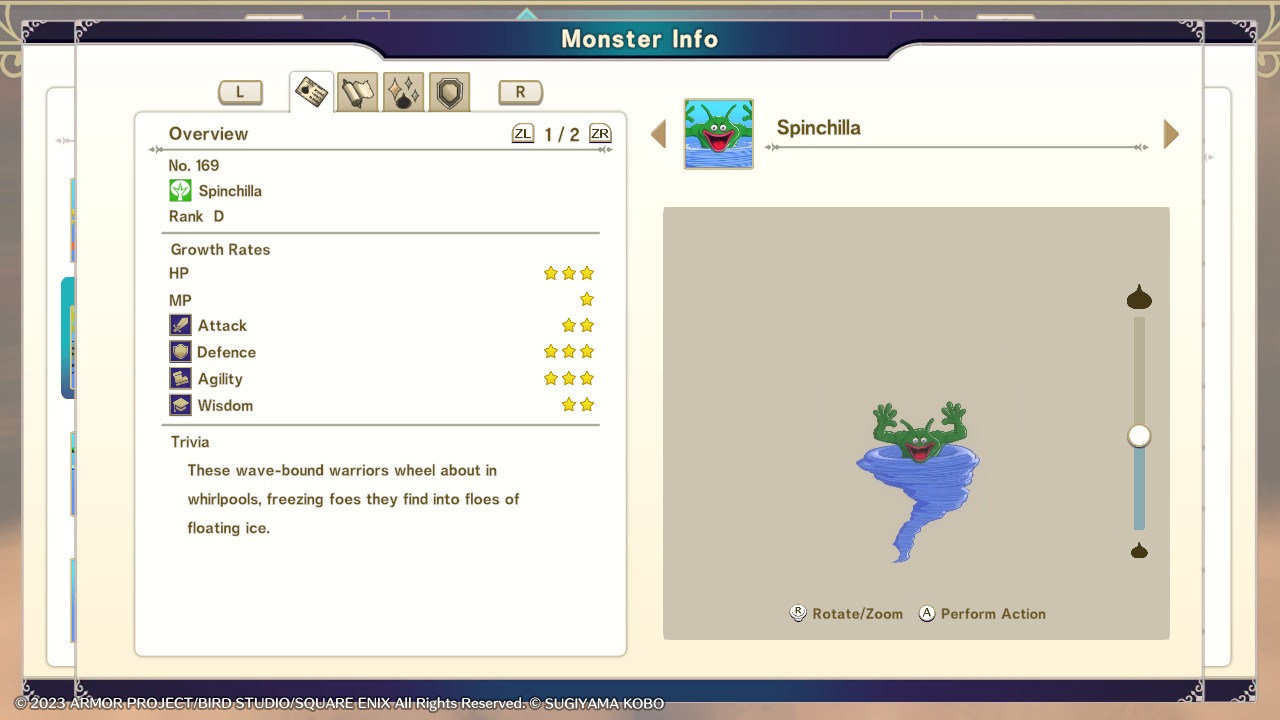 Monster Info
L
R
Overview
ZL 1 / 2 ZR
No. 169
Spinchilla
Rank D
Growth Rates
HP
MP
Attack
Defence
Agility
Wisdom
Trivia
These wave-bound warriors wheel about in
whirlpools, freezing foes they find into floes of
floating ice.
Spinchilla
R Rotate/Zoom A Perform Action
© 2023 ARMOR PROJECT/BIRD STUDIO/SQUARE ENIX All Rights Reserved. © SUGIYAMA KOBO